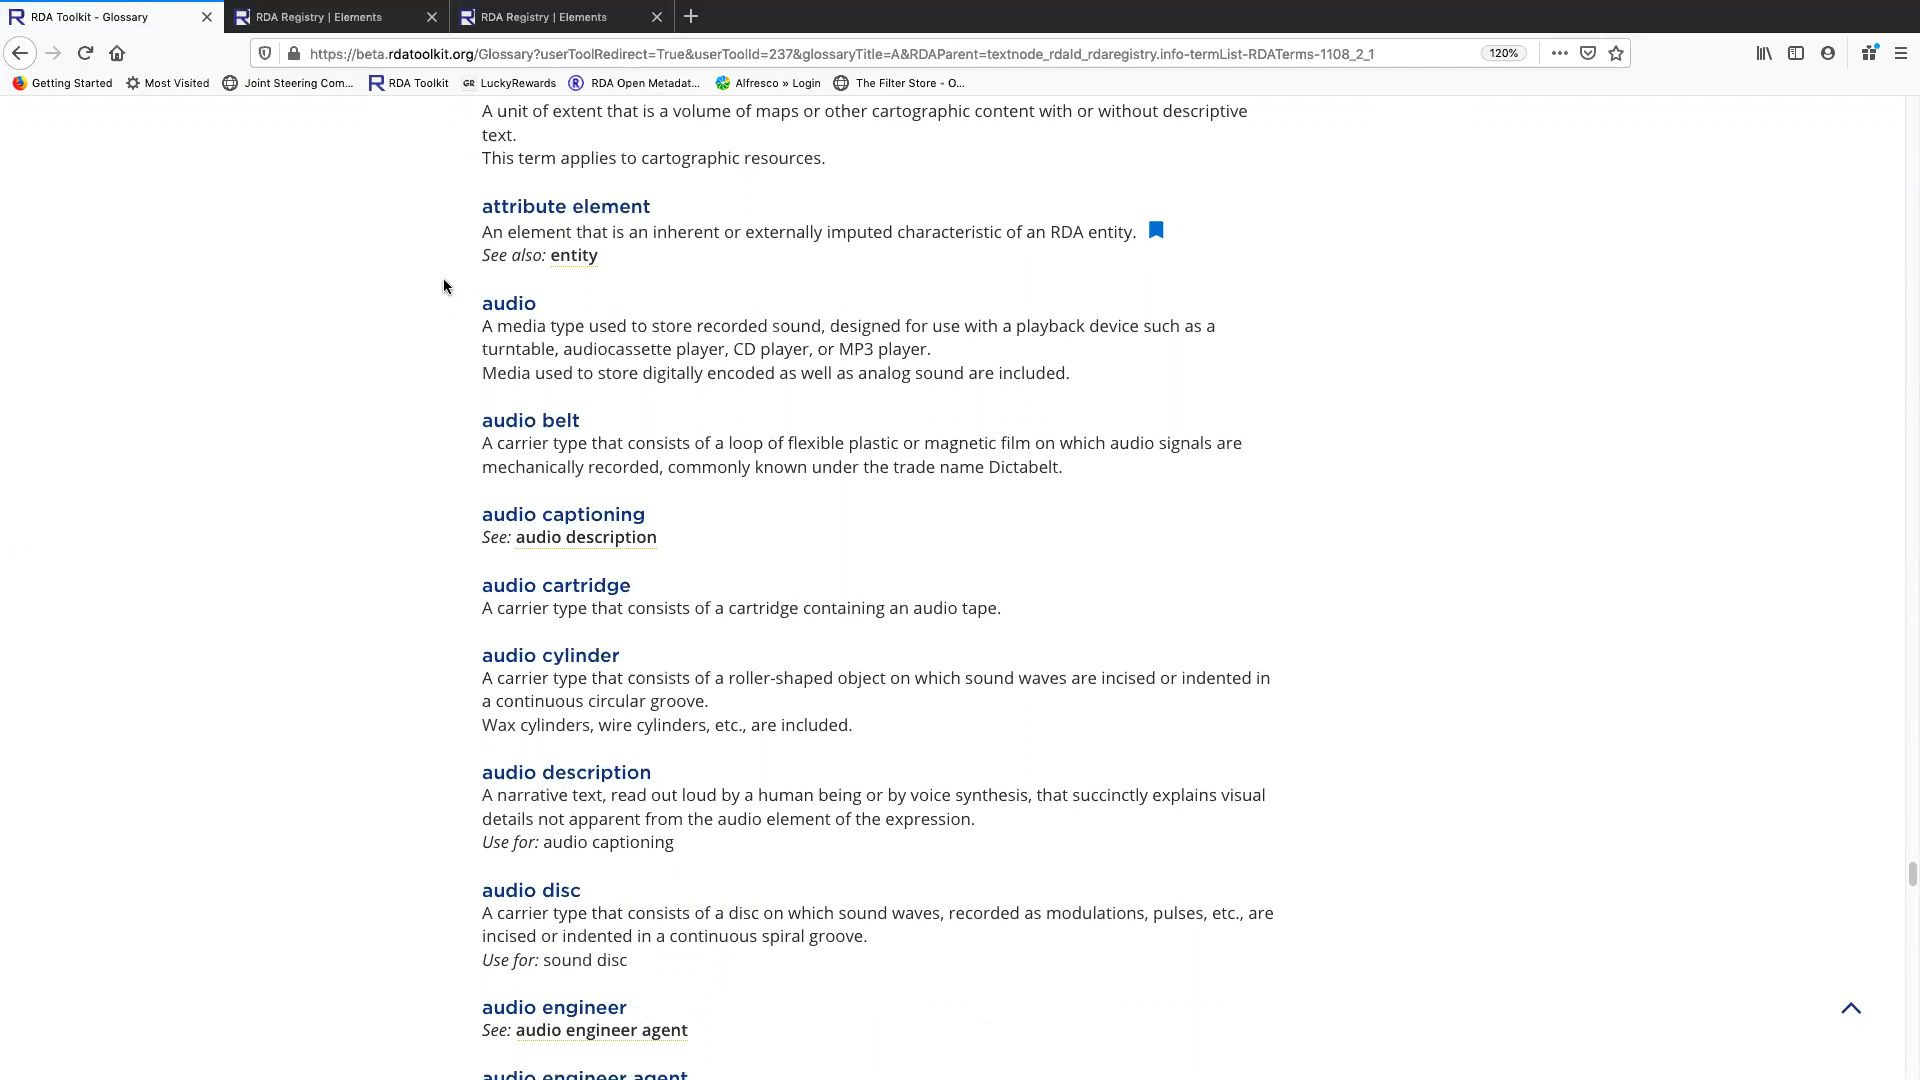 RDA Toolkit - Glossary
RDA Registry | Elements
RDA Registry | Elements
https://beta.rdatoolkit.org/Glossary?userToolRedirect=True&userToolId=237&glossaryTitle=A&RDAParent=textnode_rdaId_rdaregistry.info-termList-RDATerms-1108_2_1
120%
Getting Started
Most Visited
Joint Steering Com...
RDA Toolkit
GR LuckyRewards
RDA Open Metadat...
Alfresco » Login
The Filter Store - O...
A unit of extent that is a volume of maps or other cartographic content with or without descriptive
text.
This term applies to cartographic resources.
attribute element
An element that is an inherent or externally imputed characteristic of an RDA entity.
See also: entity
audio
A media type used to store recorded sound, designed for use with a playback device such as a
turntable, audiocassette player, CD player, or MP3 player.
Media used to store digitally encoded as well as analog sound are included.
audio belt
A carrier type that consists of a loop of flexible plastic or magnetic film on which audio signals are
mechanically recorded, commonly known under the trade name Dictabelt.
audio captioning
See: audio description
audio cartridge
A carrier type that consists of a cartridge containing an audio tape.
audio cylinder
A carrier type that consists of a roller-shaped object on which sound waves are incised or indented in
a continuous circular groove.
Wax cylinders, wire cylinders, etc., are included.
audio description
A narrative text, read out loud by a human being or by voice synthesis, that succinctly explains visual
details not apparent from the audio element of the expression.
Use for: audio captioning
audio disc
A carrier type that consists of a disc on which sound waves, recorded as modulations, pulses, etc., are
incised or indented in a continuous spiral groove.
Use for: sound disc
audio engineer
See: audio engineer agent
audio engineer agent